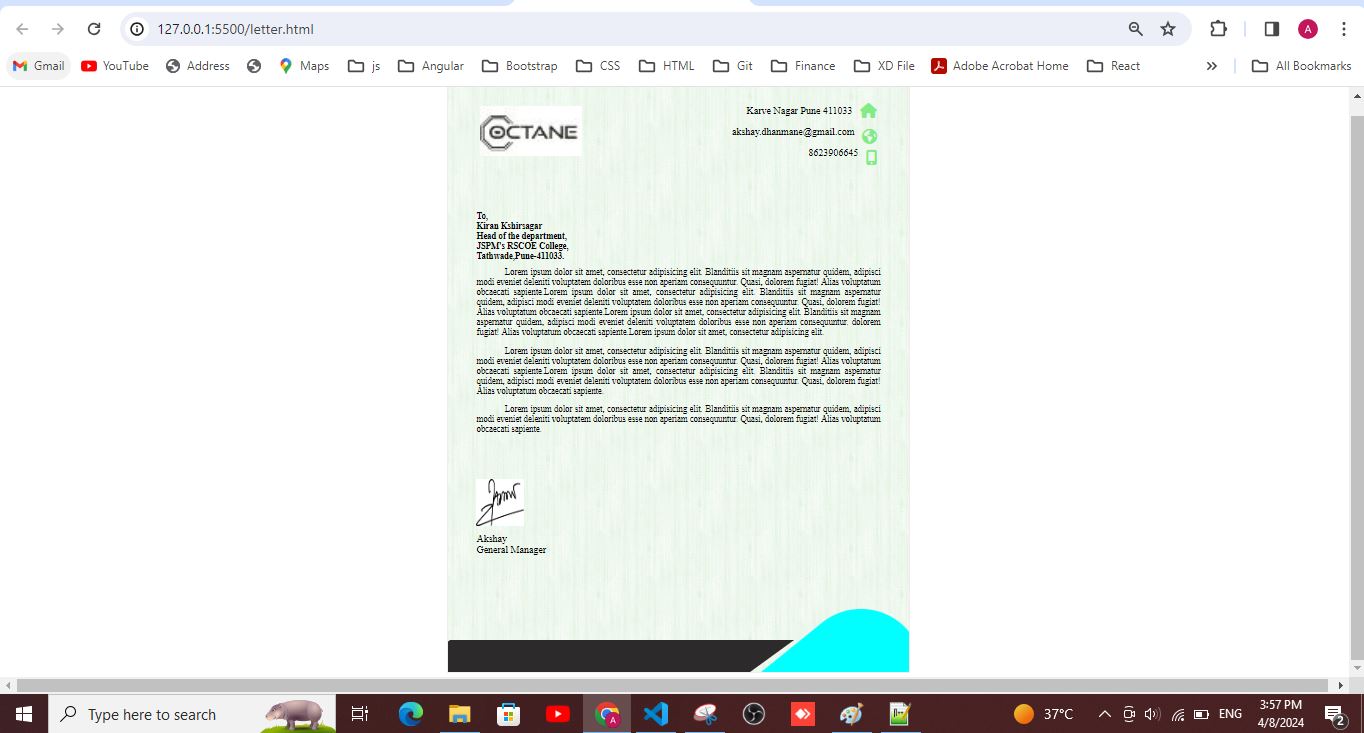 127.0.0.1:5500/letter.html
A
Gmail
YouTube
Address
Maps
js
Angular
Bootstrap
CSS
HTML
Git
Finance
XD File
Adobe Acrobat Home
React
All Bookmarks
OCTANE
Karve Nagar Pune 411033
akshay.dhanmane@gmail.com
8623906645
To,
Kiran Kshirsagar
Head of the department,
JSPM's RSCOE College,
Tathwade,Pune-411033.
Lorem ipsum dolor sit amet, consectetur adipisicing elit. Blanditiis sit magnam aspernatur quidem, adipisci
modi eveniet deleniti voluptatem doloribus esse non aperiam consequuntur. Quasi, dolorem fugiat! Alias voluptatum
obcaecati sapiente.Lorem ipsum dolor sit amet, consectetur adipisicing elit. Blanditiis sit magnam aspernatur
quidem, adipisci modi eveniet deleniti voluptatem doloribus esse non aperiam consequuntur. Quasi, dolorem fugiat!
Alias voluptatum obcaecati sapiente.Lorem ipsum dolor sit amet, consectetur adipisicing elit. Blanditiis sit magnam
aspernatur quidem, adipisci modi eveniet deleniti voluptatem doloribus esse non aperiam consequuntur. dolorem
fugiat! Alias voluptatum obcaecati sapiente.Lorem ipsum dolor sit amet, consectetur adipisicing elit.
Lorem ipsum dolor sit amet, consectetur adipisicing elit. Blanditiis sit magnam aspernatur quidem, adipisci
modi eveniet deleniti voluptatem doloribus esse non aperiam consequuntur. Quasi, dolorem fugiat! Alias voluptatum
obcaecati sapiente.Lorem ipsum dolor sit amet, consectetur adipisicing elit. Blanditiis sit magnam aspernatur
quidem, adipisci modi eveniet deleniti voluptatem doloribus esse non aperiam consequuntur. Quasi, dolorem fugiat!
Alias voluptatum obcaecati sapiente.
Lorem ipsum dolor sit amet, consectetur adipisicing elit. Blanditiis sit magnam aspernatur quidem, adipisci
modi eveniet deleniti voluptatem doloribus esse non aperiam consequuntur. Quasi, dolorem fugiat! Alias voluptatum
obcaecati sapiente.
Akshay
General Manager
Type here to search
A
37°C
ENG
3:57 PM
4/8/2024
2